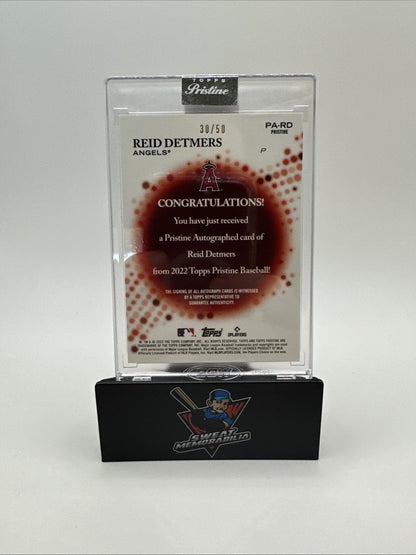 TOPPS
Pristine
30/50
PA-RD
PRISTINE
REID DETMERS
ANGELS®
P
A
CONGRATULATIONS!
You have just received
a Pristine Autographed card of
Reid Detmers
from 2022 Topps Pristine Baseball!
THE SIGNING OF ALL AUTOGRAPH CARDS IS WITNESSED
BY A TOPPS REPRESENTATIVE TO
GUARANTEE AUTHENTICITY.
Topps
PLAYERS
SWEAT
MEMORABILIA